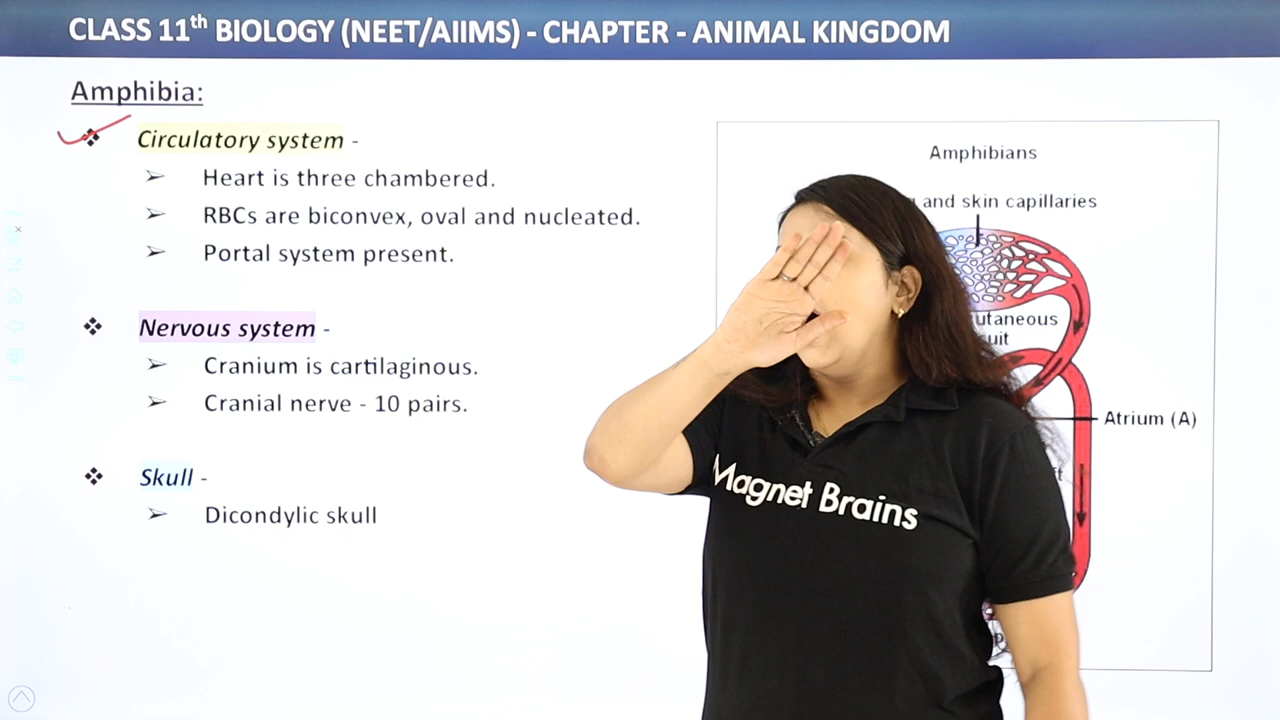 CLASS 11th BIOLOGY (NEET/AIIMS) - CHAPTER - ANIMAL KINGDOM
Amphibia:
Circulatory system -
Heart is three chambered.
RBCs are biconvex, oval and nucleated.
Portal system present.
Nervous system -
Cranium is cartilaginous.
Cranial nerve - 10 pairs.
Skull -
Dicondylic skull
Amphibians
and skin capillaries
Atrium (A)
Magnet Brains